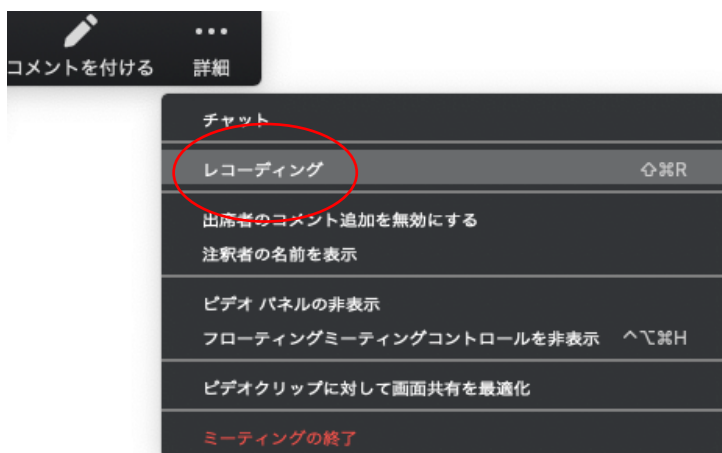 コメントを付ける
詳細
チャット
レコーディング ⇧⌘R
出席者のコメント追加を無効にする
注釈者の名前を表示
ビデオ パネルの非表示
フローティングミーティングコントロールを非表示 ^⌥⌘H
ビデオクリップに対して画面共有を最適化
ミーティングの終了